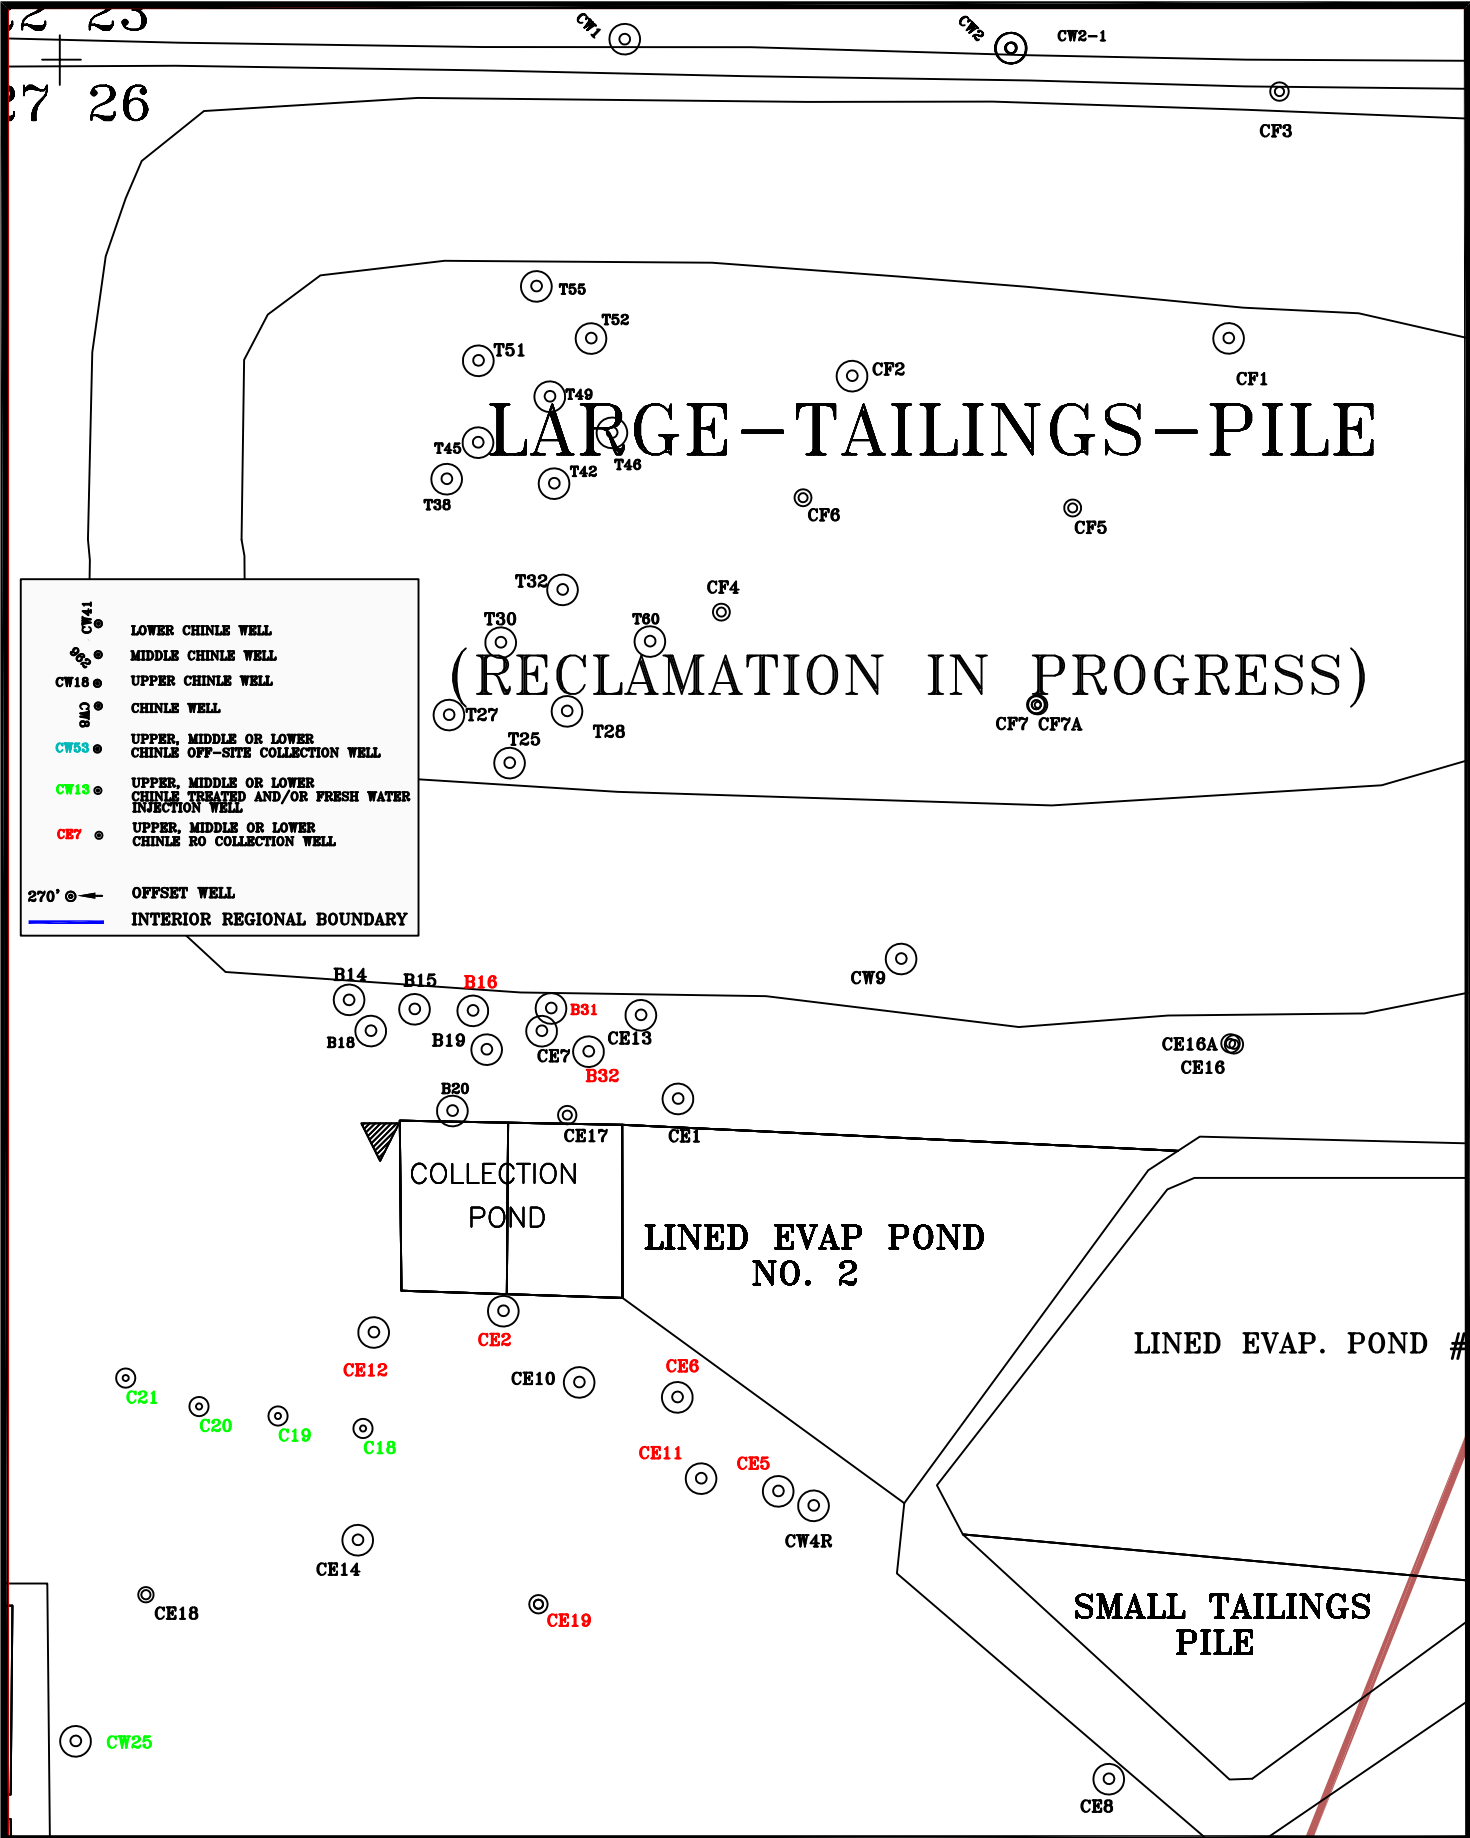 23
26
CW1
CW2
CW2-1
CF3
T55
T52
T51
CF2
CF1
T49
LARGE-TAILINGS-PILE
T45
T46
T42
T38
CF6
CF5
T32
CF4
T30
T60
(RECLAMATION IN PROGRESS)
T27
T28
CF7 CF7A
T25
CW41
LOWER CHINLE WELL
962
MIDDLE CHINLE WELL
CW18
UPPER CHINLE WELL
CW8
CHINLE WELL
CW53
UPPER, MIDDLE OR LOWER
CHINLE OFF-SITE COLLECTION WELL
CW13
UPPER, MIDDLE OR LOWER
CHINLE TREATED AND/OR FRESH WATER
INJECTION WELL
CE7
UPPER, MIDDLE OR LOWER
CHINLE RO COLLECTION WELL
270'
OFFSET WELL
INTERIOR REGIONAL BOUNDARY
CW9
B14
B15
B16
B31
B18
B19
CE7
CE13
B32
CE16A
CE16
B20
CE17
CE1
COLLECTION
POND
LINED EVAP POND
NO. 2
LINED EVAP. POND #
CE2
CE12
CE10
CE6
C21
C20
C19
C18
CE11
CE5
CW4R
CE14
CE18
CE19
SMALL TAILINGS
PILE
CW25
CE8